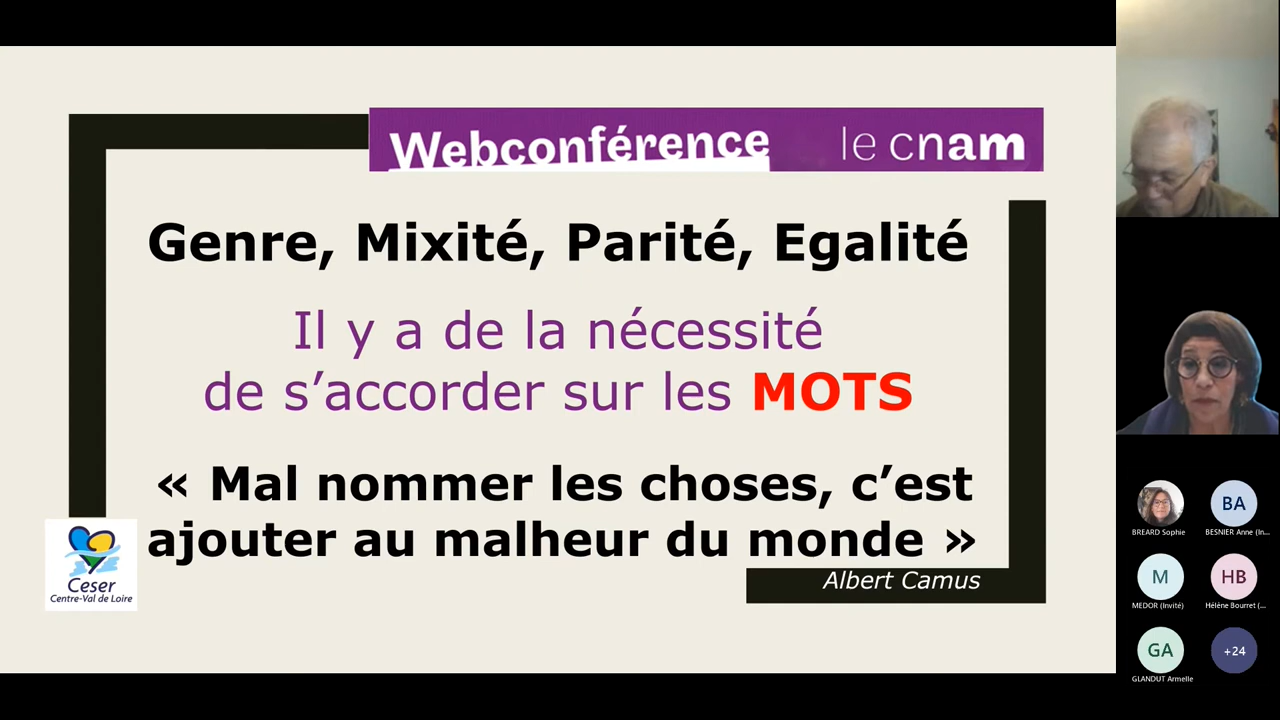 Webconférence le cnam
Genre, Mixité, Parité, Egalité
Il y a de la nécessité
de s’accorder sur les MOTS
« Mal nommer les choses, c’est
ajouter au malheur du monde »
Albert Camus
Ceser
Centre-Val de Loire
BREARD Sophie
BA
BESNIER Anne (In...
M
MEDOR (Invité)
HB
Hélène Bourret (...
GA
GLANDUT Armelle
+24